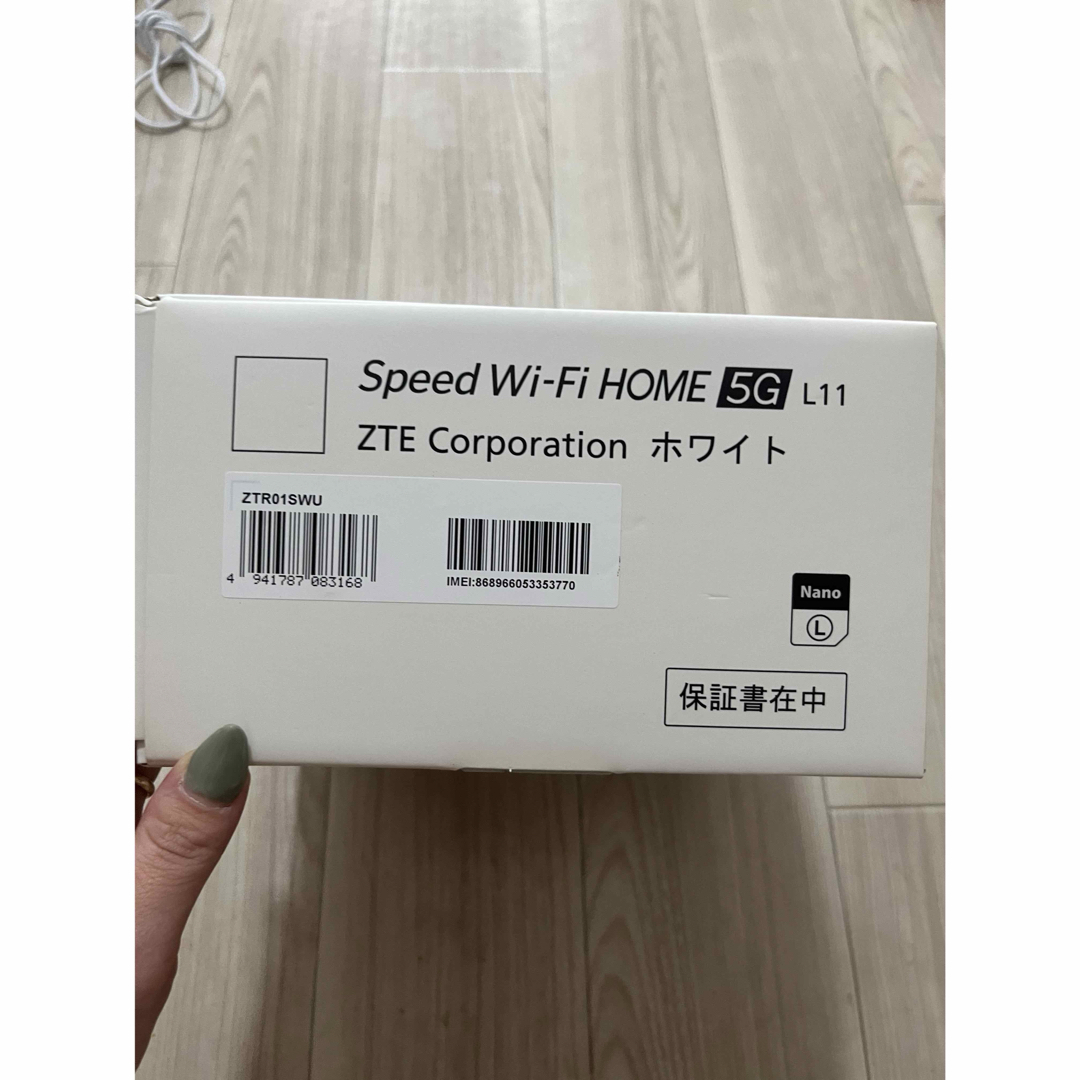 Speed Wi-Fi HOME 5G L11
ZTE Corporation ホワイト
ZTR01SWU
4 941787 083168
IMEI:868966053353770
Nano
L
保証書在中